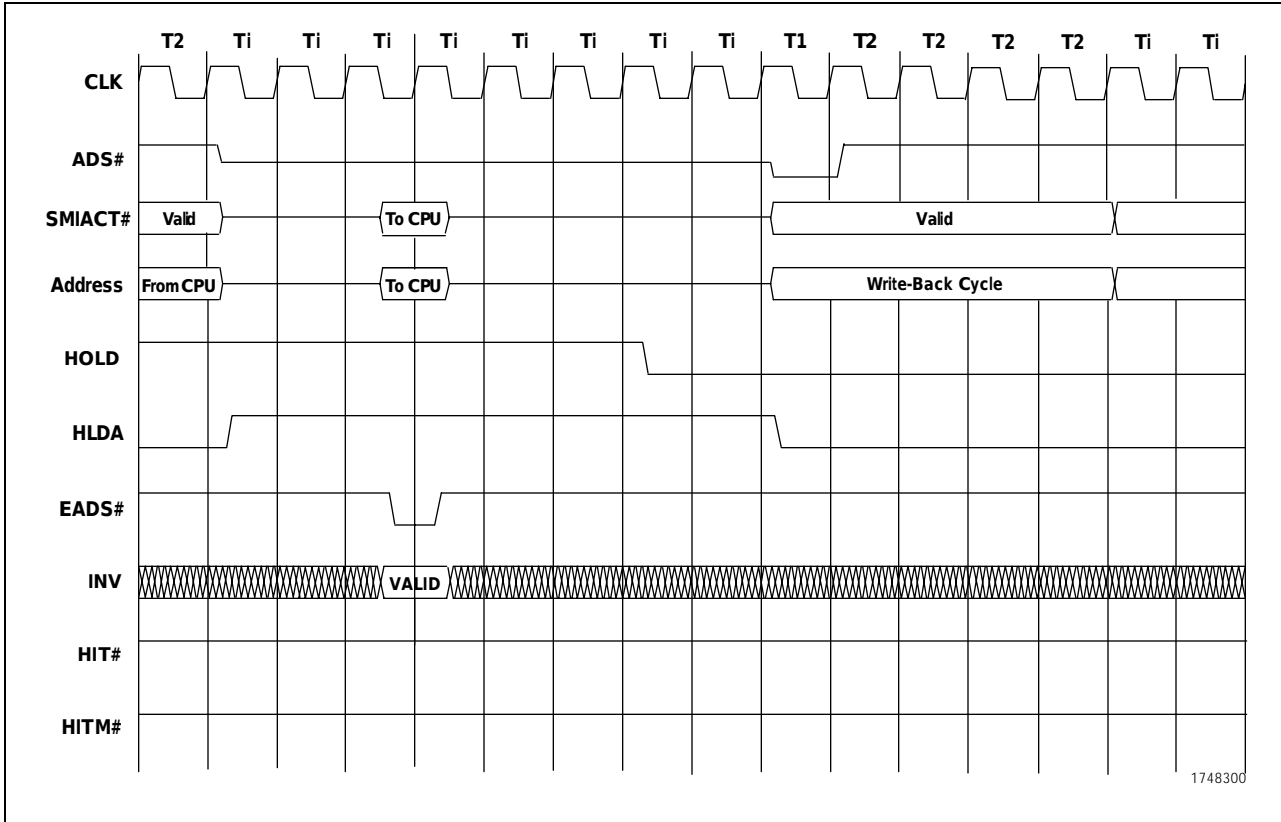 T2 Ti Ti Ti Ti Ti Ti Ti Ti T1 T2 T2 T2 T2 Ti Ti
CLK
ADS#
SMIACT# Valid To CPU Valid
Address From CPU To CPU Write-Back Cycle
HOLD
HLDA
EADS#
INV VALID
HIT#
HITM#
1748300